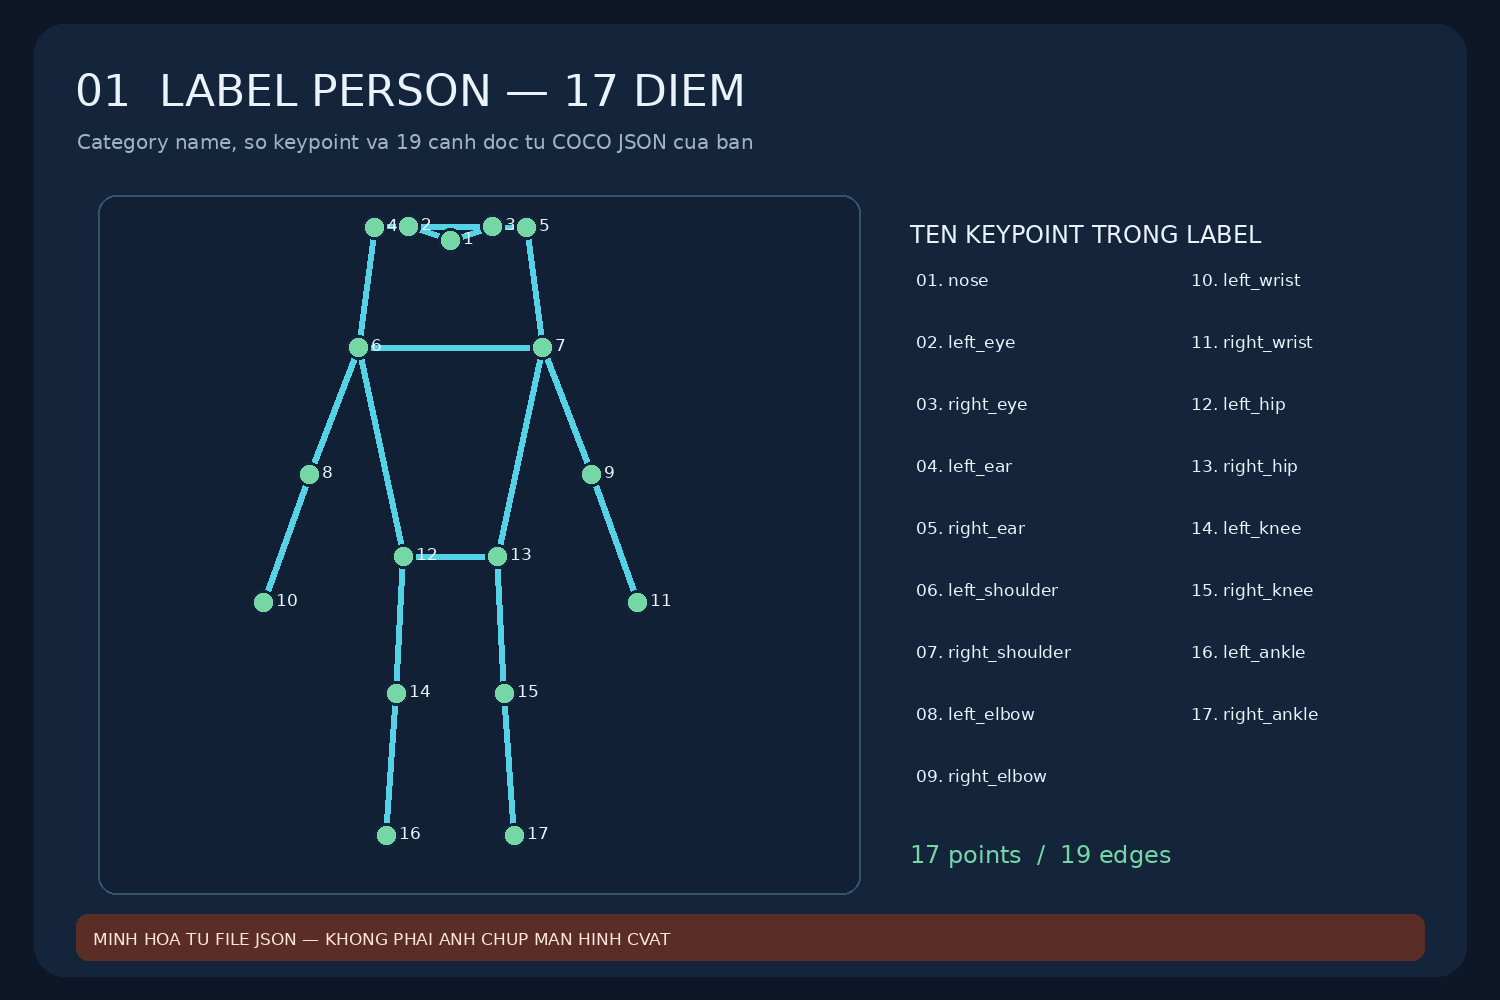 01 LABEL PERSON — 17 DIEM
Category name, so keypoint va 19 canh doc tu COCO JSON cua ban
4
2
3
5
1
6
7
8
9
12
13
10
11
14
15
16
17
TEN KEYPOINT TRONG LABEL
01. nose
02. left_eye
03. right_eye
04. left_ear
05. right_ear
06. left_shoulder
07. right_shoulder
08. left_elbow
09. right_elbow
10. left_wrist
11. right_wrist
12. left_hip
13. right_hip
14. left_knee
15. right_knee
16. left_ankle
17. right_ankle
17 points / 19 edges
MINH HOA TU FILE JSON — KHONG PHAI ANH CHUP MAN HINH CVAT